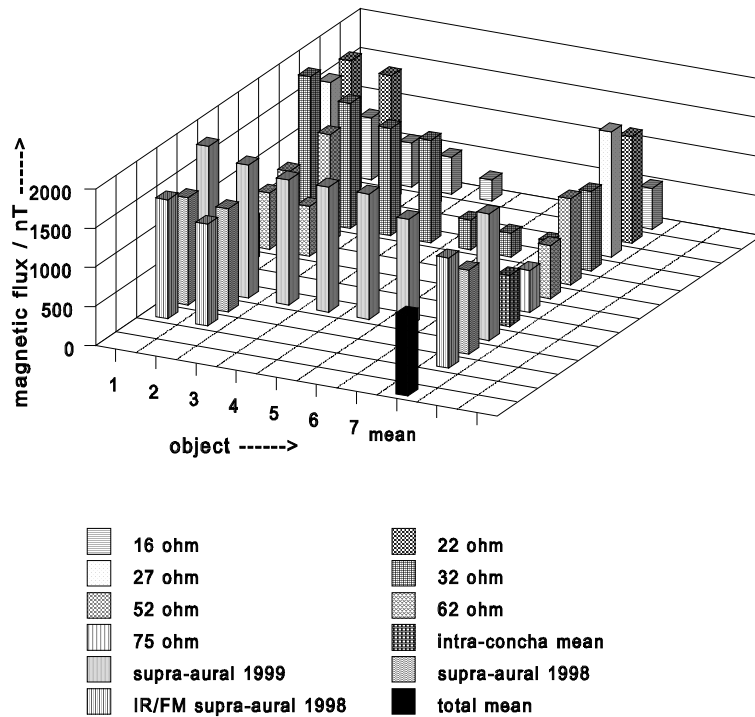 magnetic flux / nT ----->
2000
1500
1000
500
0
1
2
3
4
5
6
7
mean
object ------>
16 ohm
22 ohm
27 ohm
32 ohm
52 ohm
62 ohm
75 ohm
intra-concha mean
supra-aural 1999
supra-aural 1998
IR/FM supra-aural 1998
total mean